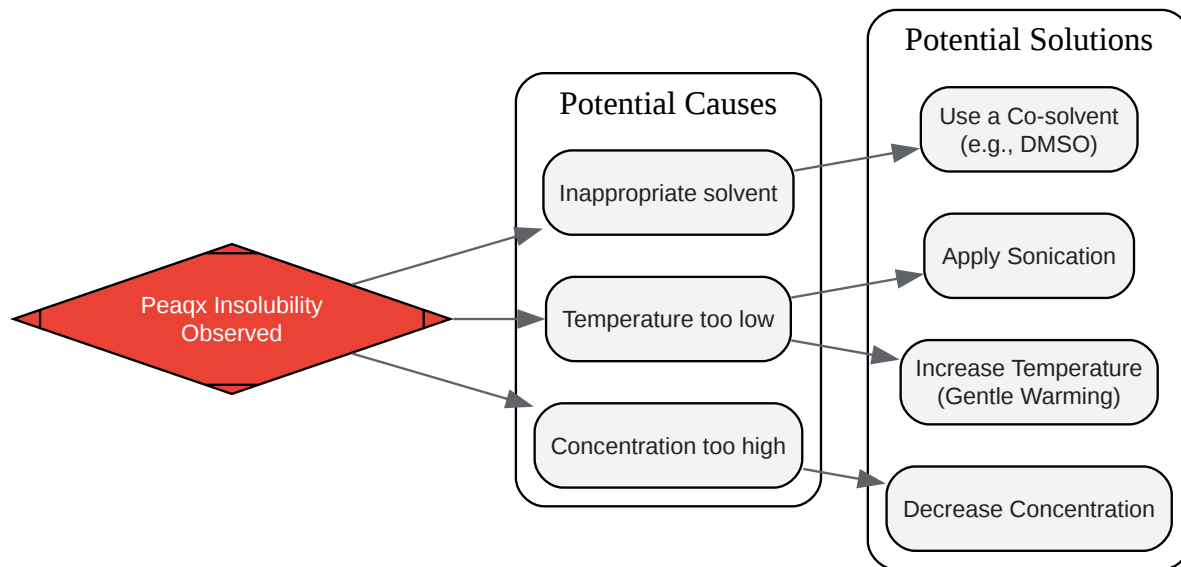 Peaqx Insolubility
Observed
Potential Causes
Inappropriate solvent
Temperature too low
Concentration too high
Potential Solutions
Use a Co-solvent
(e.g., DMSO)
Apply Sonication
Increase Temperature
(Gentle Warming)
Decrease Concentration